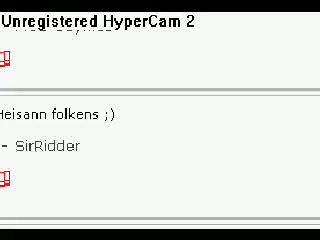 Unregistered HyperCam 2
Heisann folkens ;)
- SirRidder